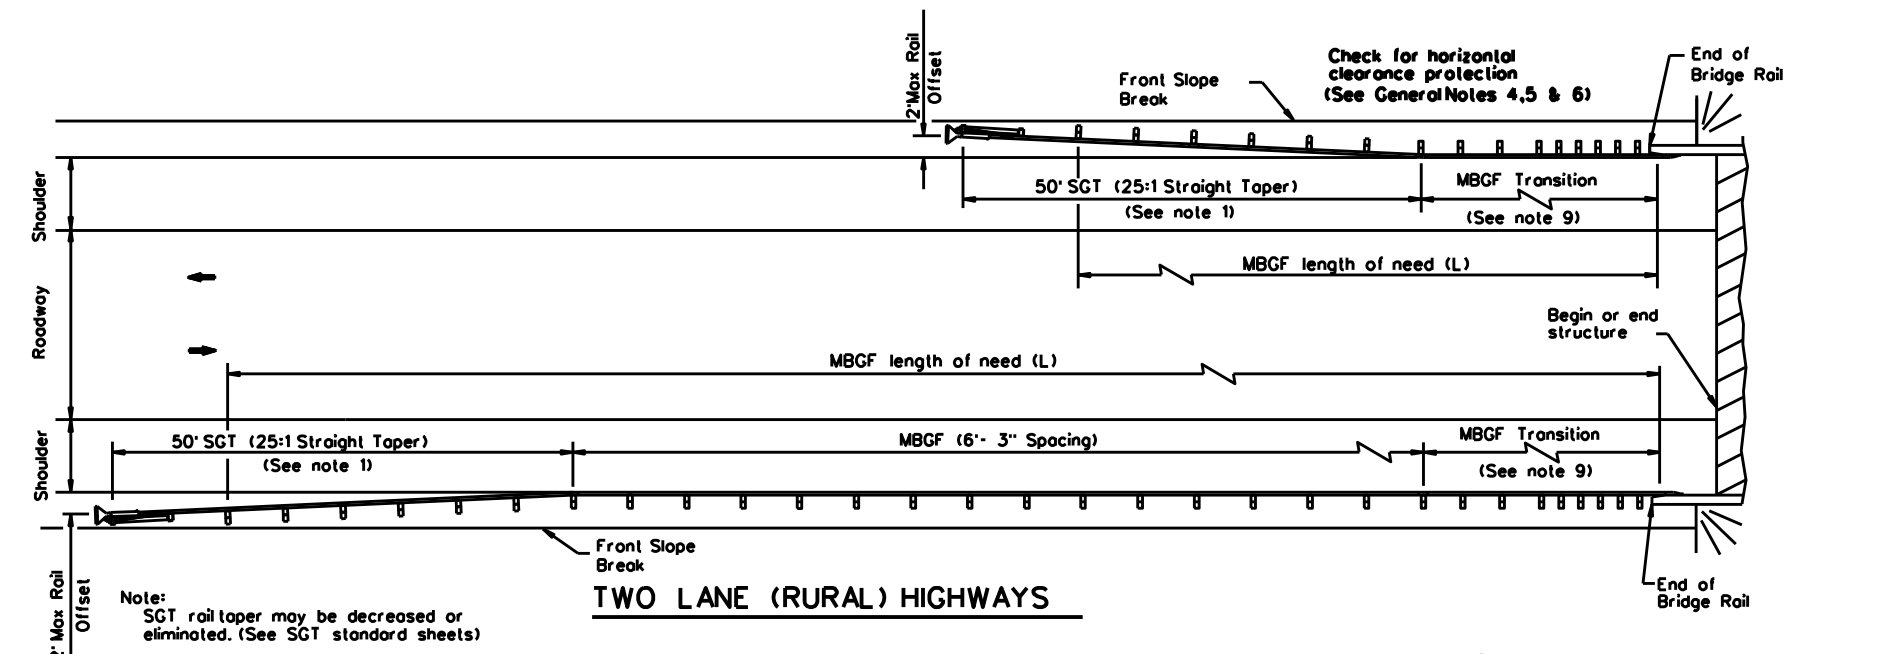 2'Max Rail
Offset
Front Slope
Break
Check for horizontal
clearance protection
(See General Notes 4,5 & 6)
End of
Bridge Rail
Shoulder
50' SGT (25:1 Straight Taper)
(See note 1)
MBGF Transition
(See note 9)
MBGF length of need (L)
Roadway
Begin or end
structure
MBGF length of need (L)
Shoulder
50' SGT (25:1 Straight Taper)
(See note 1)
MBGF (6'- 3" Spacing)
MBGF Transition
(See note 9)
Front Slope
Break
2' Max Rail
Offset
Note:
SGT rail taper may be decreased or
eliminated. (See SGT standard sheets)
TWO LANE (RURAL) HIGHWAYS
End of
Bridge Rail